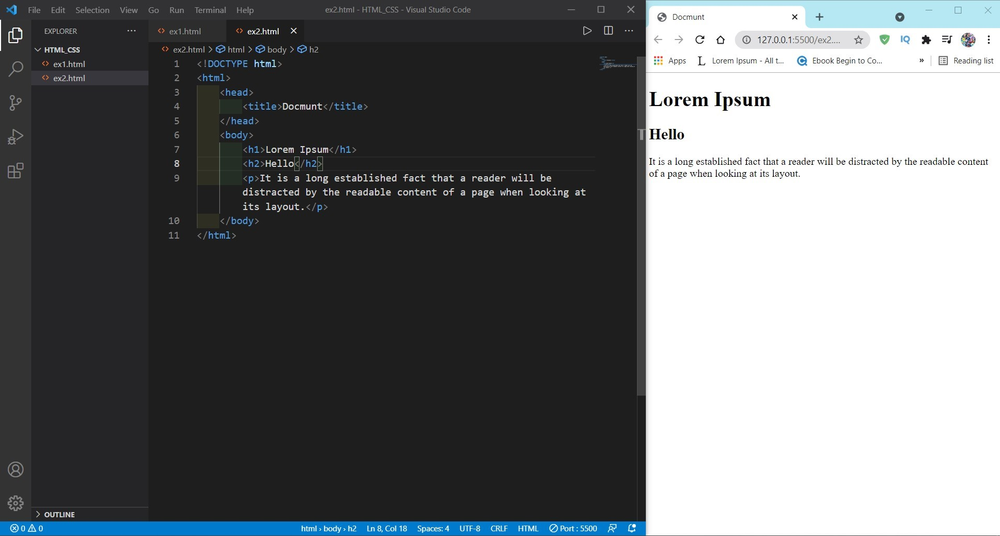 File Edit Selection View Go Run Terminal Help
ex2.html - HTML_CSS - Visual Studio Code
EXPLORER
HTML_CSS
ex1.html
ex2.html
OUTLINE
ex1.html
ex2.html
ex2.html > html > body > h2
1 <!DOCTYPE html>
2 <html>
3 <head>
4 <title>Docmunt</title>
5 </head>
6 <body>
7 <h1>Lorem Ipsum</h1>
8 <h2>Hello</h2>
9 <p>It is a long established fact that a reader will be
distracted by the readable content of a page when looking at
its layout.</p>
10 </body>
11 </html>
0 0
html › body › h2 Ln 8, Col 18 Spaces: 4 UTF-8 CRLF HTML Port : 5500
Docmunt
127.0.0.1:5500/ex2....
IQ
Apps L Lorem Ipsum - All t... Ebook Begin to Co... » Reading list
Lorem Ipsum
Hello
It is a long established fact that a reader will be distracted by the readable content
of a page when looking at its layout.